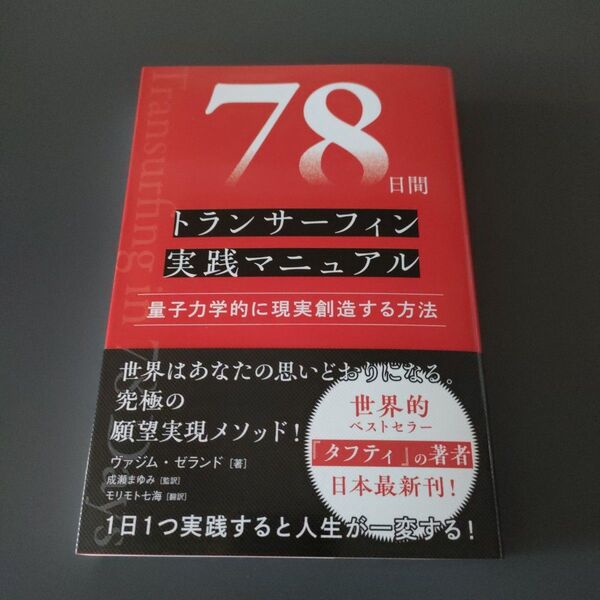 Transurfing in 78 Days
78
日間
トランサーフィン
実践マニュアル
量子力学的に現実創造する方法
世界はあなたの思いどおりになる。
究極の
願望実現メソッド！
ヴァジム・ゼランド［著］
成瀬まゆみ［監訳］
モリモト七海［翻訳］
世界的
ベストセラー
『タフティ』の著者
日本最新刊！
1日1つ実践すると人生が一変する！